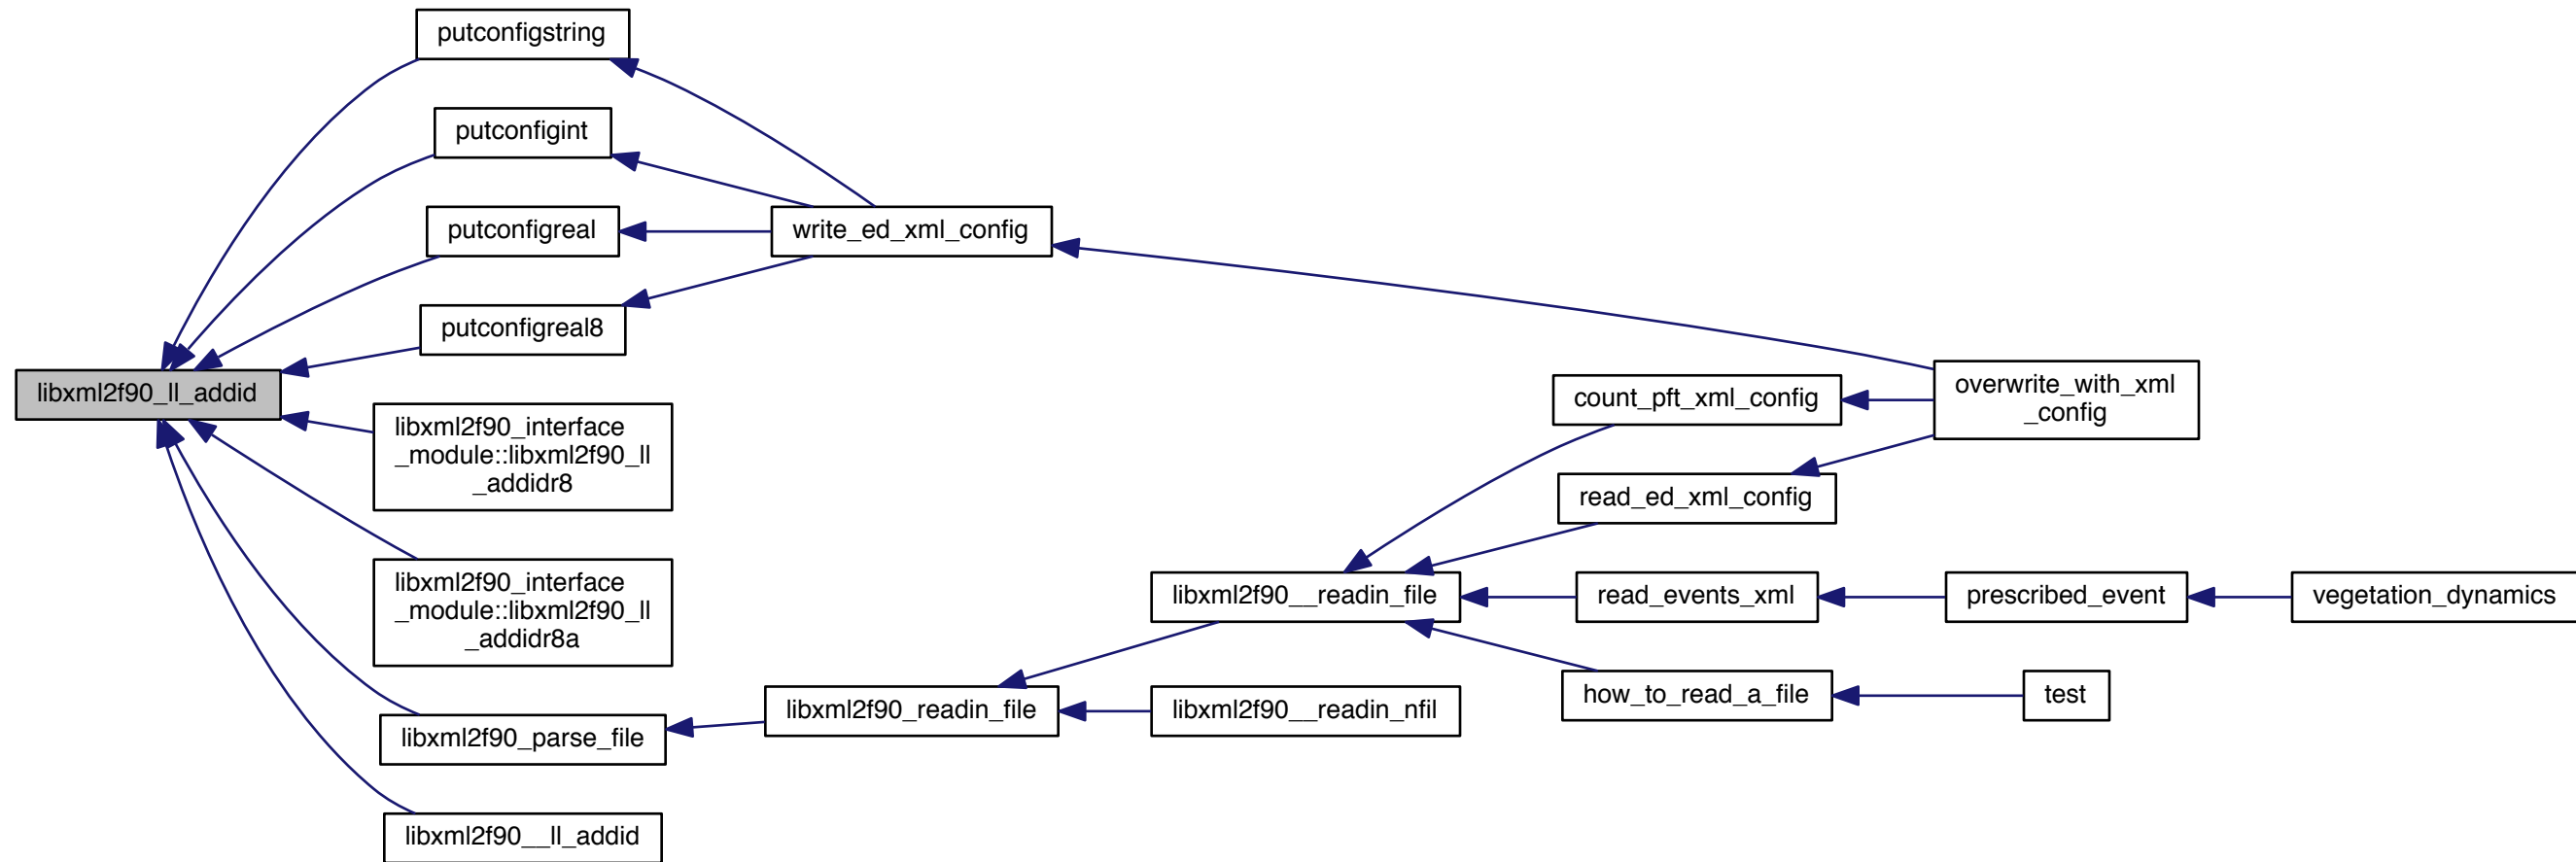 putconfigstring
putconfigint
putconfigreal
write_ed_xml_config
putconfigreal8
libxml2f90_ll_addid
overwrite_with_xml
_config
count_pft_xml_config
libxml2f90_interface
_module::libxml2f90_ll
_addidr8
read_ed_xml_config
libxml2f90_interface
_module::libxml2f90_ll
_addidr8a
libxml2f90__readin_file
read_events_xml
prescribed_event
vegetation_dynamics
libxml2f90_parse_file
libxml2f90_readin_file
libxml2f90__readin_nfil
how_to_read_a_file
test
libxml2f90__ll_addid